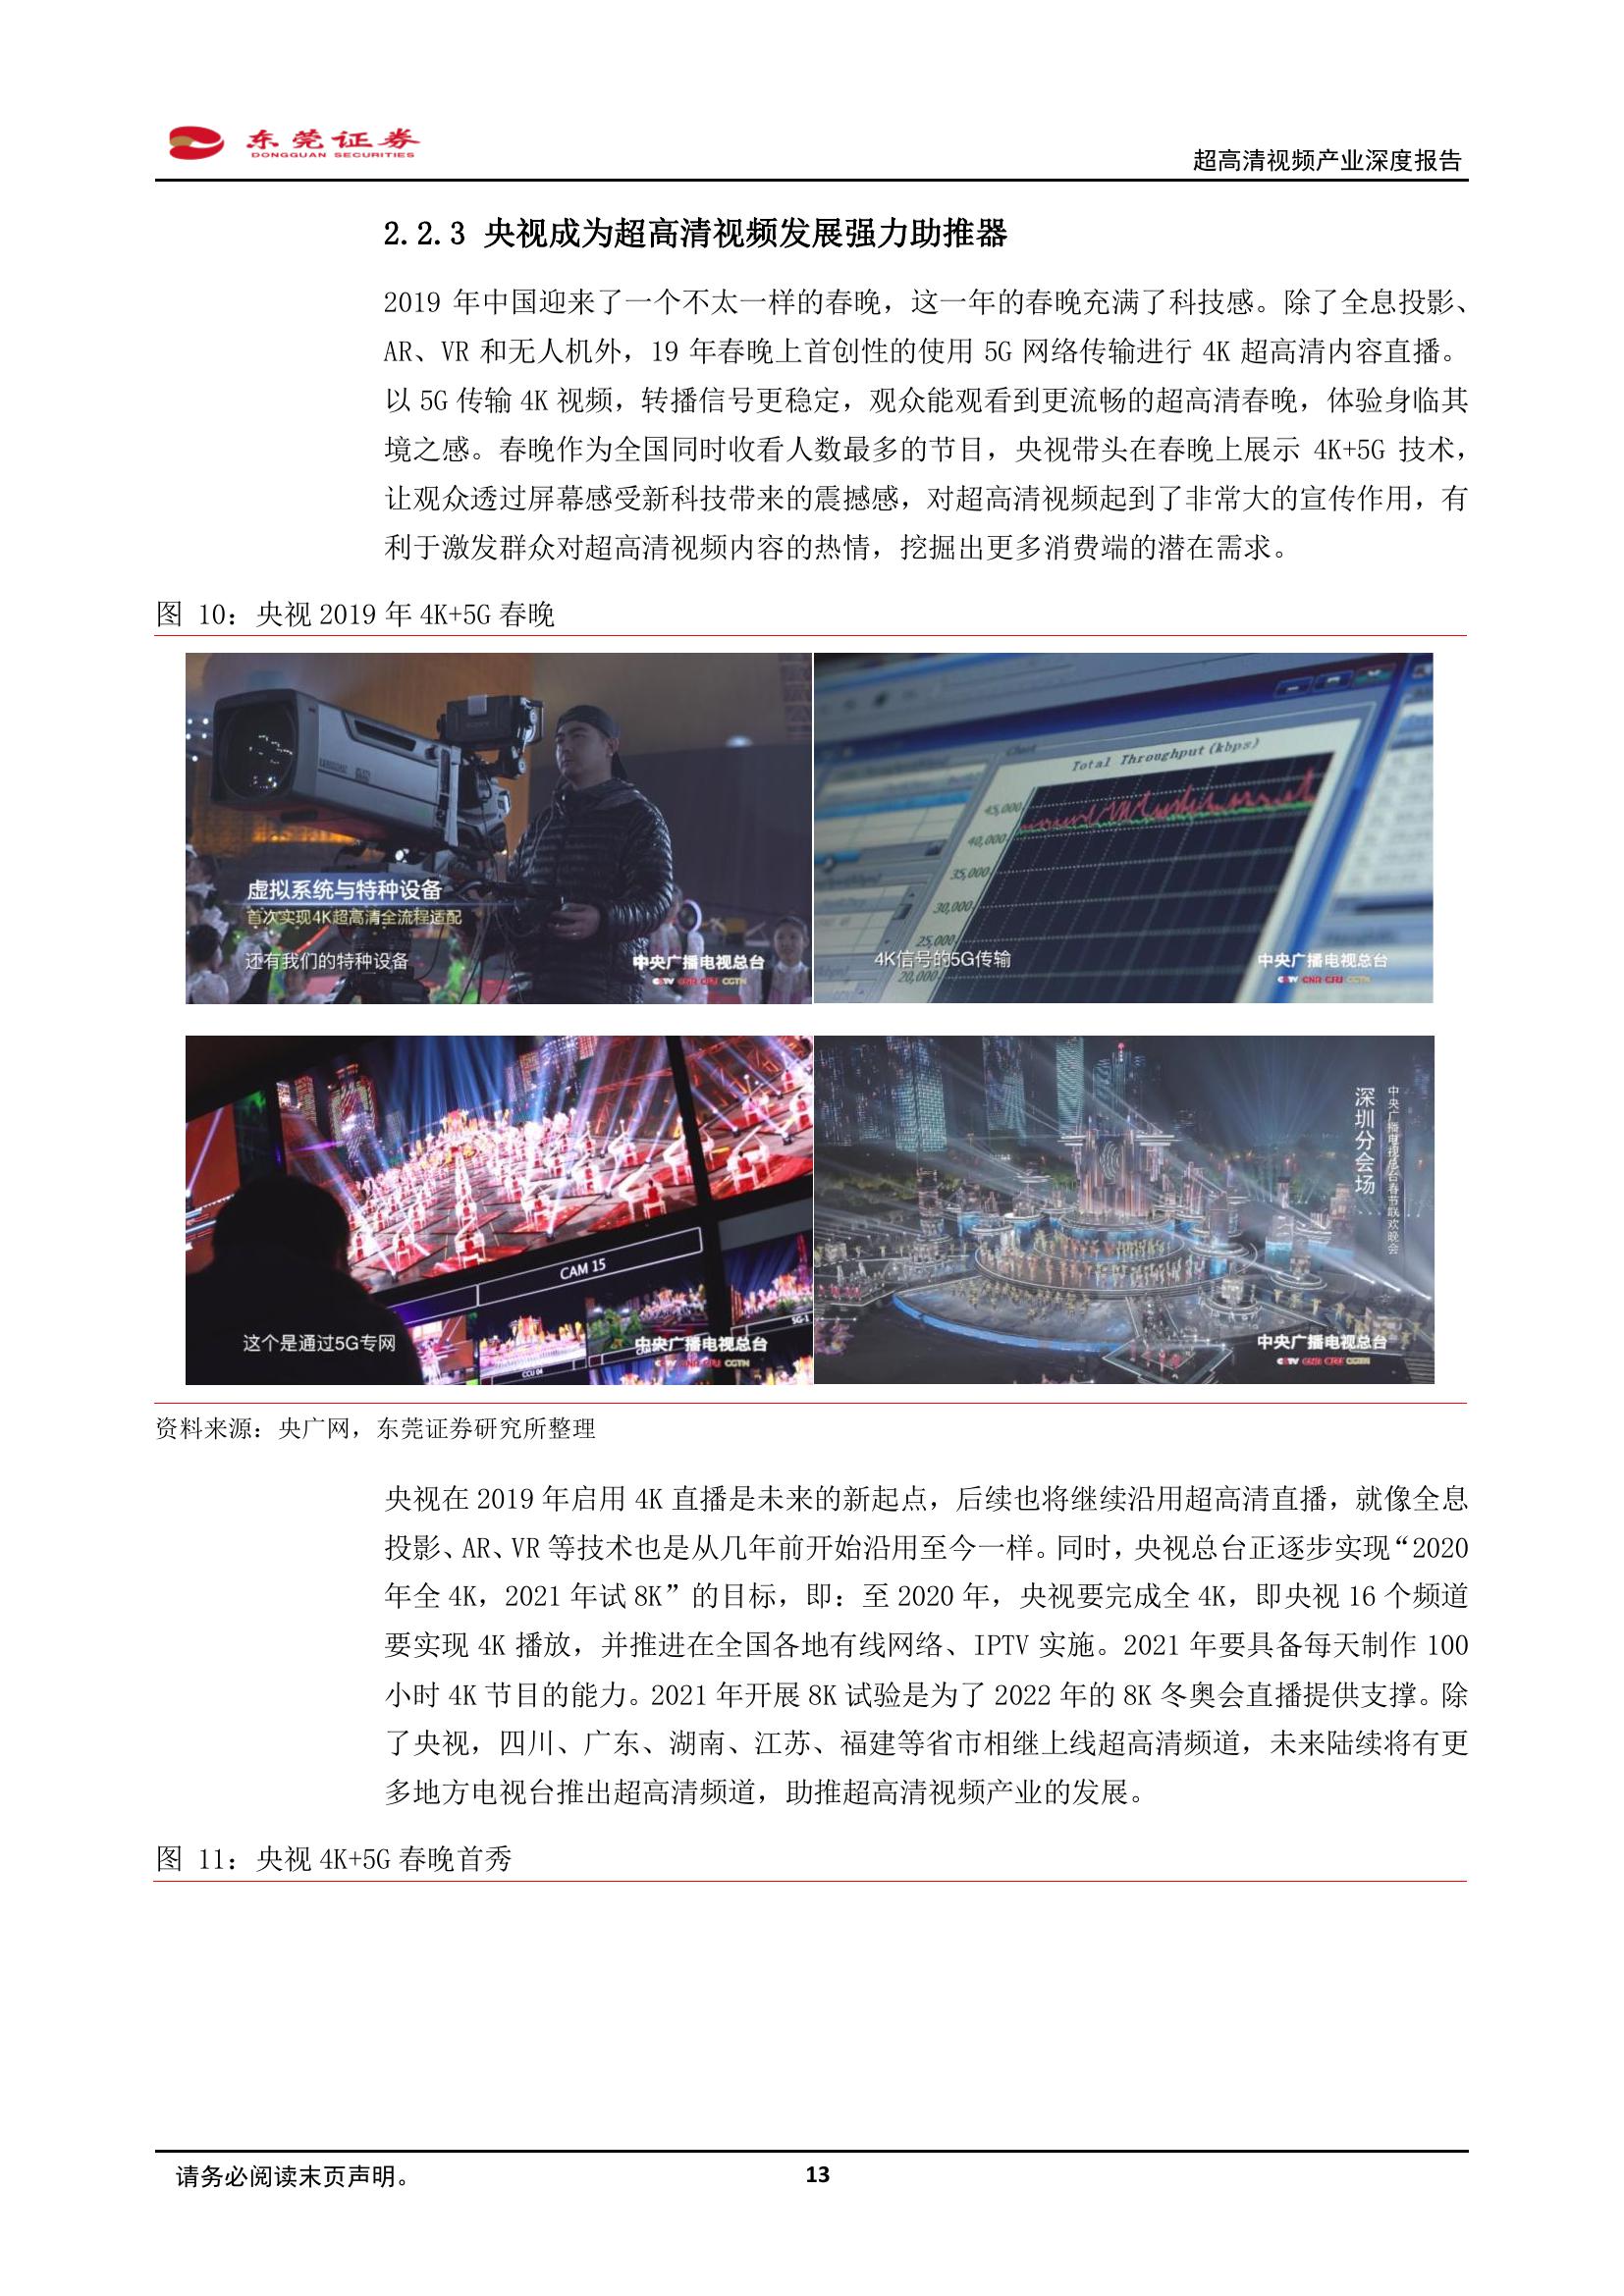 东莞证券
DONGGUAN SECURITIES
超高清视频产业深度报告
2.2.3 央视成为超高清视频发展强力助推器
2019 年中国迎来了一个不太一样的春晚，这一年的春晚充满了科技感。除了全息投影、
AR、VR 和无人机外，19 年春晚上首创性的使用 5G 网络传输进行 4K 超高清内容直播。
以 5G 传输 4K 视频，转播信号更稳定，观众能观看到更流畅的超高清春晚，体验身临其
境之感。春晚作为全国同时收看人数最多的节目，央视带头在春晚上展示 4K+5G 技术，
让观众透过屏幕感受新科技带来的震撼感，对超高清视频起到了非常大的宣传作用，有
利于激发群众对超高清视频内容的热情，挖掘出更多消费端的潜在需求。
图 10：央视 2019 年 4K+5G 春晚
虚拟系统与特种设备
首次实现4K超高清全流程适配
还有我们的特种设备
中央广播电视总台
CCTV CNR CRI CGTN
Chart
Total Throughput(kbps)
45,000
40,000
35,000
30,000
25,000
20,000
4K信号的5G传输
中央广播电视总台
CCTV CNR CRI CGTN
CAM 15
CCU 04
5G-1
这个是通过5G专网
中央广播电视总台
CCTV CNR CRI CGTN
中央广播电视总台春节联欢晚会
深圳分会场
中央广播电视总台
CCTV CNR CRI CGTN
资料来源：央广网，东莞证券研究所整理
央视在 2019 年启用 4K 直播是未来的新起点，后续也将继续沿用超高清直播，就像全息
投影、AR、VR 等技术也是从几年前开始沿用至今一样。同时，央视总台正逐步实现“2020
年全 4K，2021 年试 8K”的目标，即：至 2020 年，央视要完成全 4K，即央视 16 个频道
要实现 4K 播放，并推进在全国各地有线网络、IPTV 实施。2021 年要具备每天制作 100
小时 4K 节目的能力。2021 年开展 8K 试验是为了 2022 年的 8K 冬奥会直播提供支撑。除
了央视，四川、广东、湖南、江苏、福建等省市相继上线超高清频道，未来陆续将有更
多地方电视台推出超高清频道，助推超高清视频产业的发展。
图 11：央视 4K+5G 春晚首秀
请务必阅读末页声明。
13